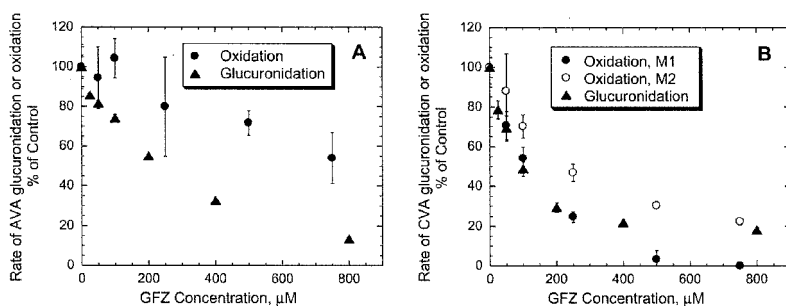 A
Oxidation
Glucuronidation
Rate of AVA glucuronidation or oxidation
% of Control
120
100
80
60
40
20
0
0
200
400
600
800
GFZ Concentration, μM
B
Oxidation, M1
Oxidation, M2
Glucuronidation
Rate of CVA glucuronidation or oxidation
% of Control
120
100
80
60
40
20
0
0
200
400
600
800
GFZ Concentration, μM